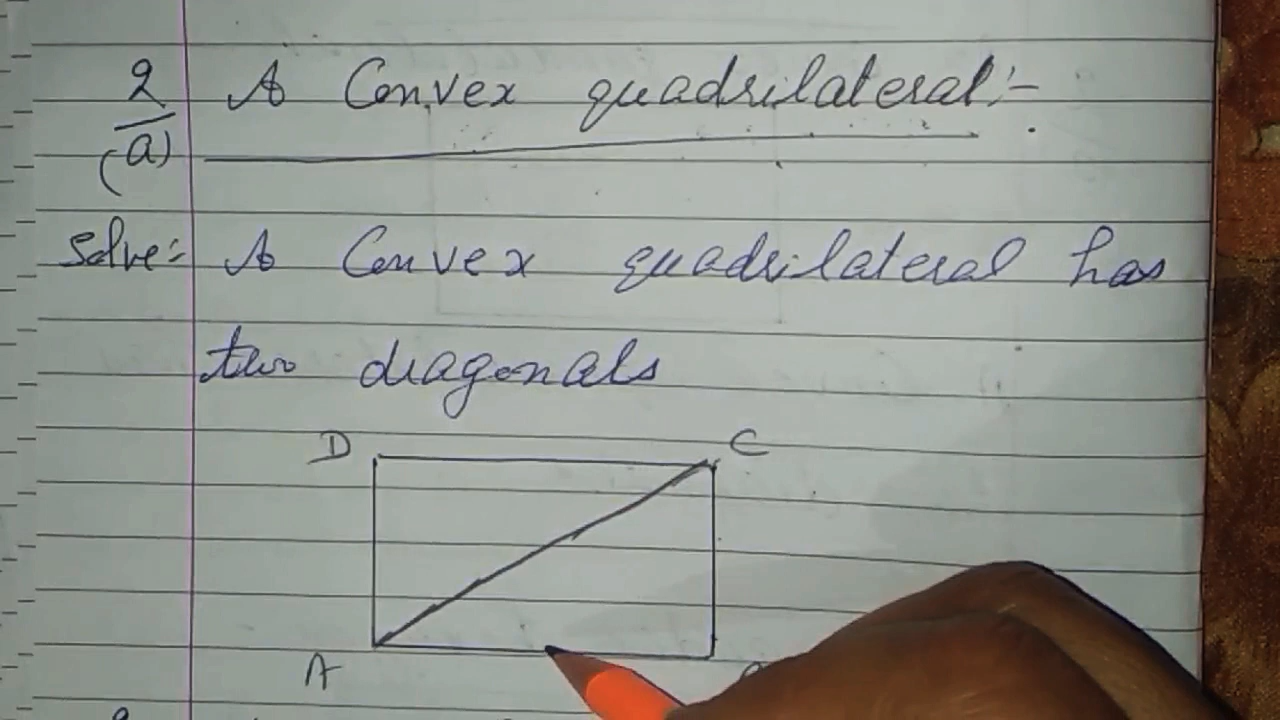 2
(a) A Convex quadrilateral:-
Solve:- A Convex quadrilateral has
two diagonals
D C
A